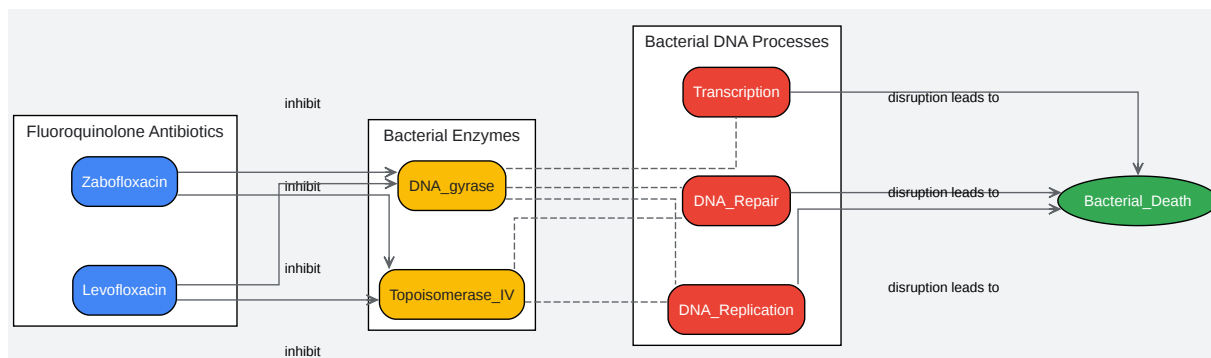 Fluoroquinolone Antibiotics
Zabofloxacin
Levofloxacin
inhibit
inhibit
inhibit
inhibit
Bacterial Enzymes
DNA_gyrase
Topoisomerase_IV
Bacterial DNA Processes
Transcription
DNA_Repair
DNA_Replication
disruption leads to
disruption leads to
disruption leads to
Bacterial_Death